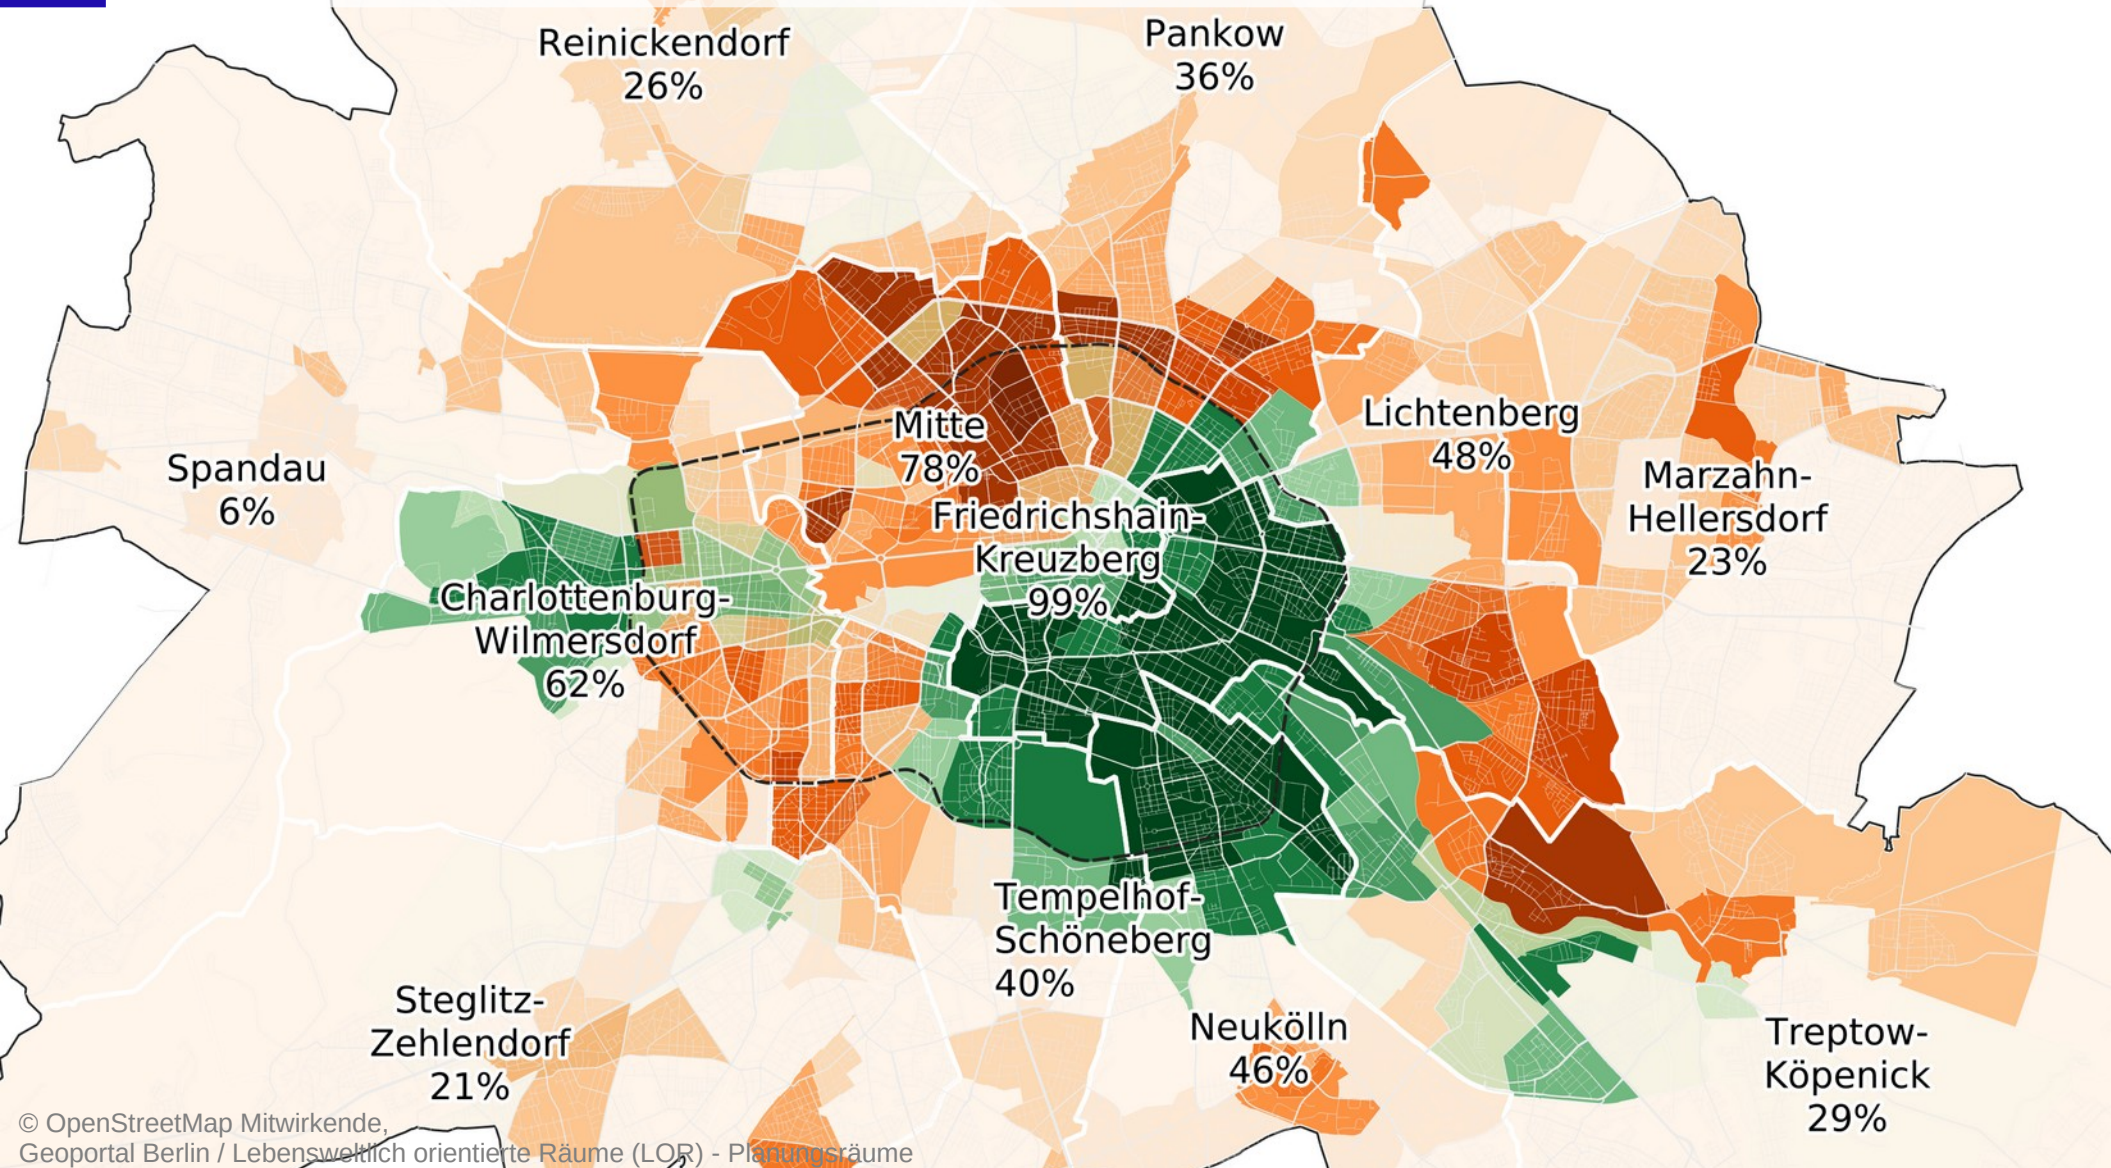 Reinickendorf
26%
Pankow
36%
Mitte
78%
Lichtenberg
48%
Spandau
6%
Marzahn-
Hellersdorf
23%
Friedrichshain-
Kreuzberg
99%
Charlottenburg-
Wilmersdorf
62%
Tempelhof-
Schöneberg
40%
Steglitz-
Zehlendorf
21%
Neukölln
46%
Treptow-
Köpenick
29%
© OpenStreetMap Mitwirkende,
Geoportal Berlin / Lebensweltlich orientierte Räume (LOR) - Planungsräume